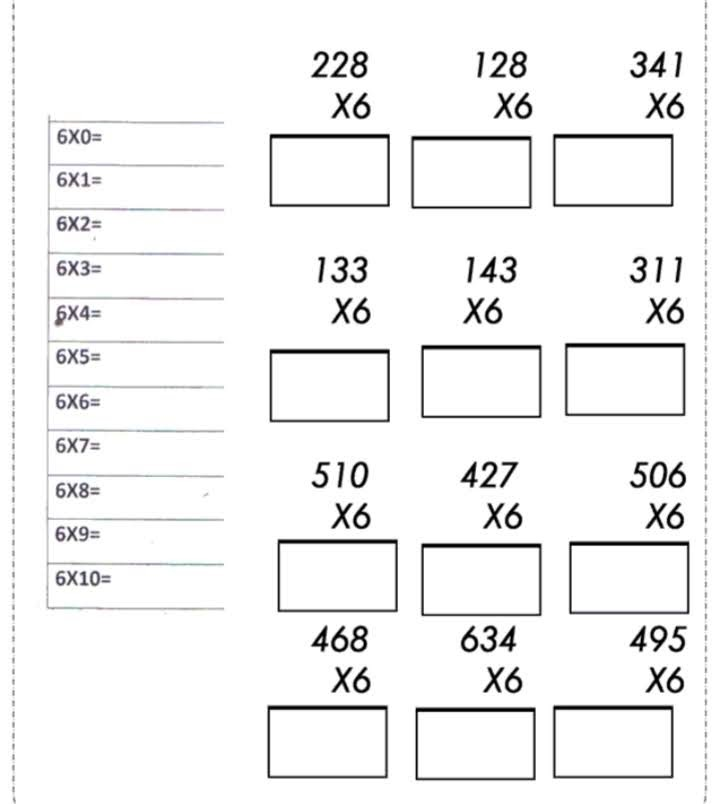 228 128 341
X6 X6 X6
6X0=
6X1=
6X2=
6X3=
6X4=
6X5=
6X6=
6X7=
6X8=
6X9=
6X10=
133 143 311
X6 X6 X6
510 427 506
X6 X6 X6
468 634 495
X6 X6 X6